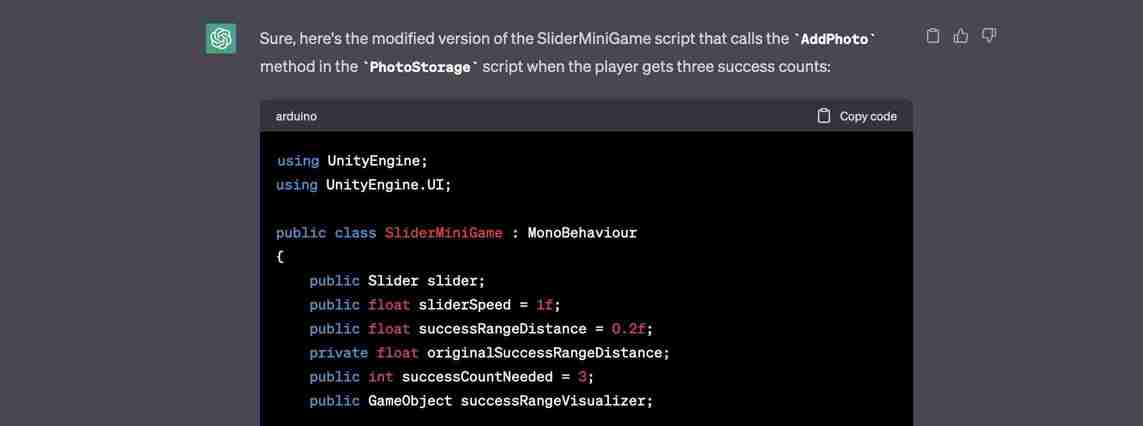 Sure, here's the modified version of the SliderMiniGame script that calls the `AddPhoto`
method in the `PhotoStorage` script when the player gets three success counts:
arduino Copy code
using UnityEngine;
using UnityEngine.UI;
public class SliderMiniGame : MonoBehaviour
{
public Slider slider;
public float sliderSpeed = 1f;
public float successRangeDistance = 0.2f;
private float originalSuccessRangeDistance;
public int successCountNeeded = 3;
public GameObject successRangeVisualizer;